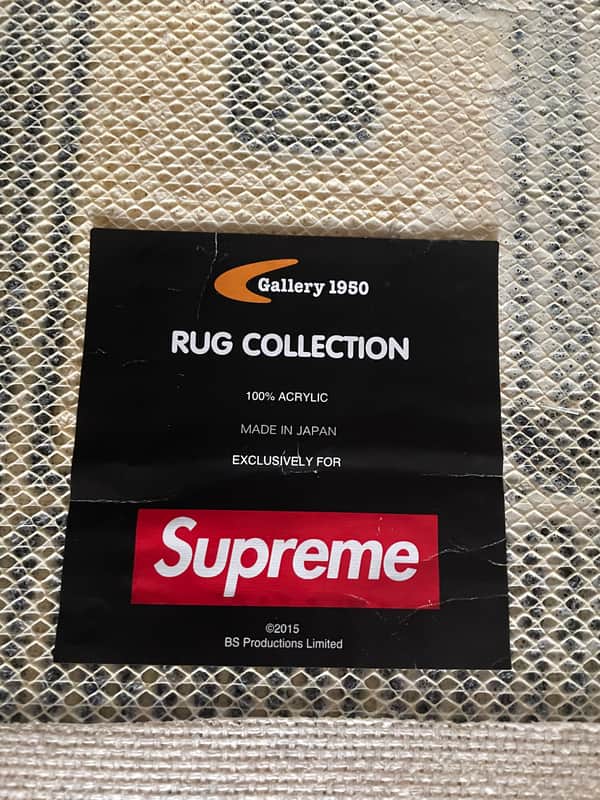 Gallery 1950
RUG COLLECTION
100% ACRYLIC
MADE IN JAPAN
EXCLUSIVELY FOR
Supreme
©2015
BS Productions Limited